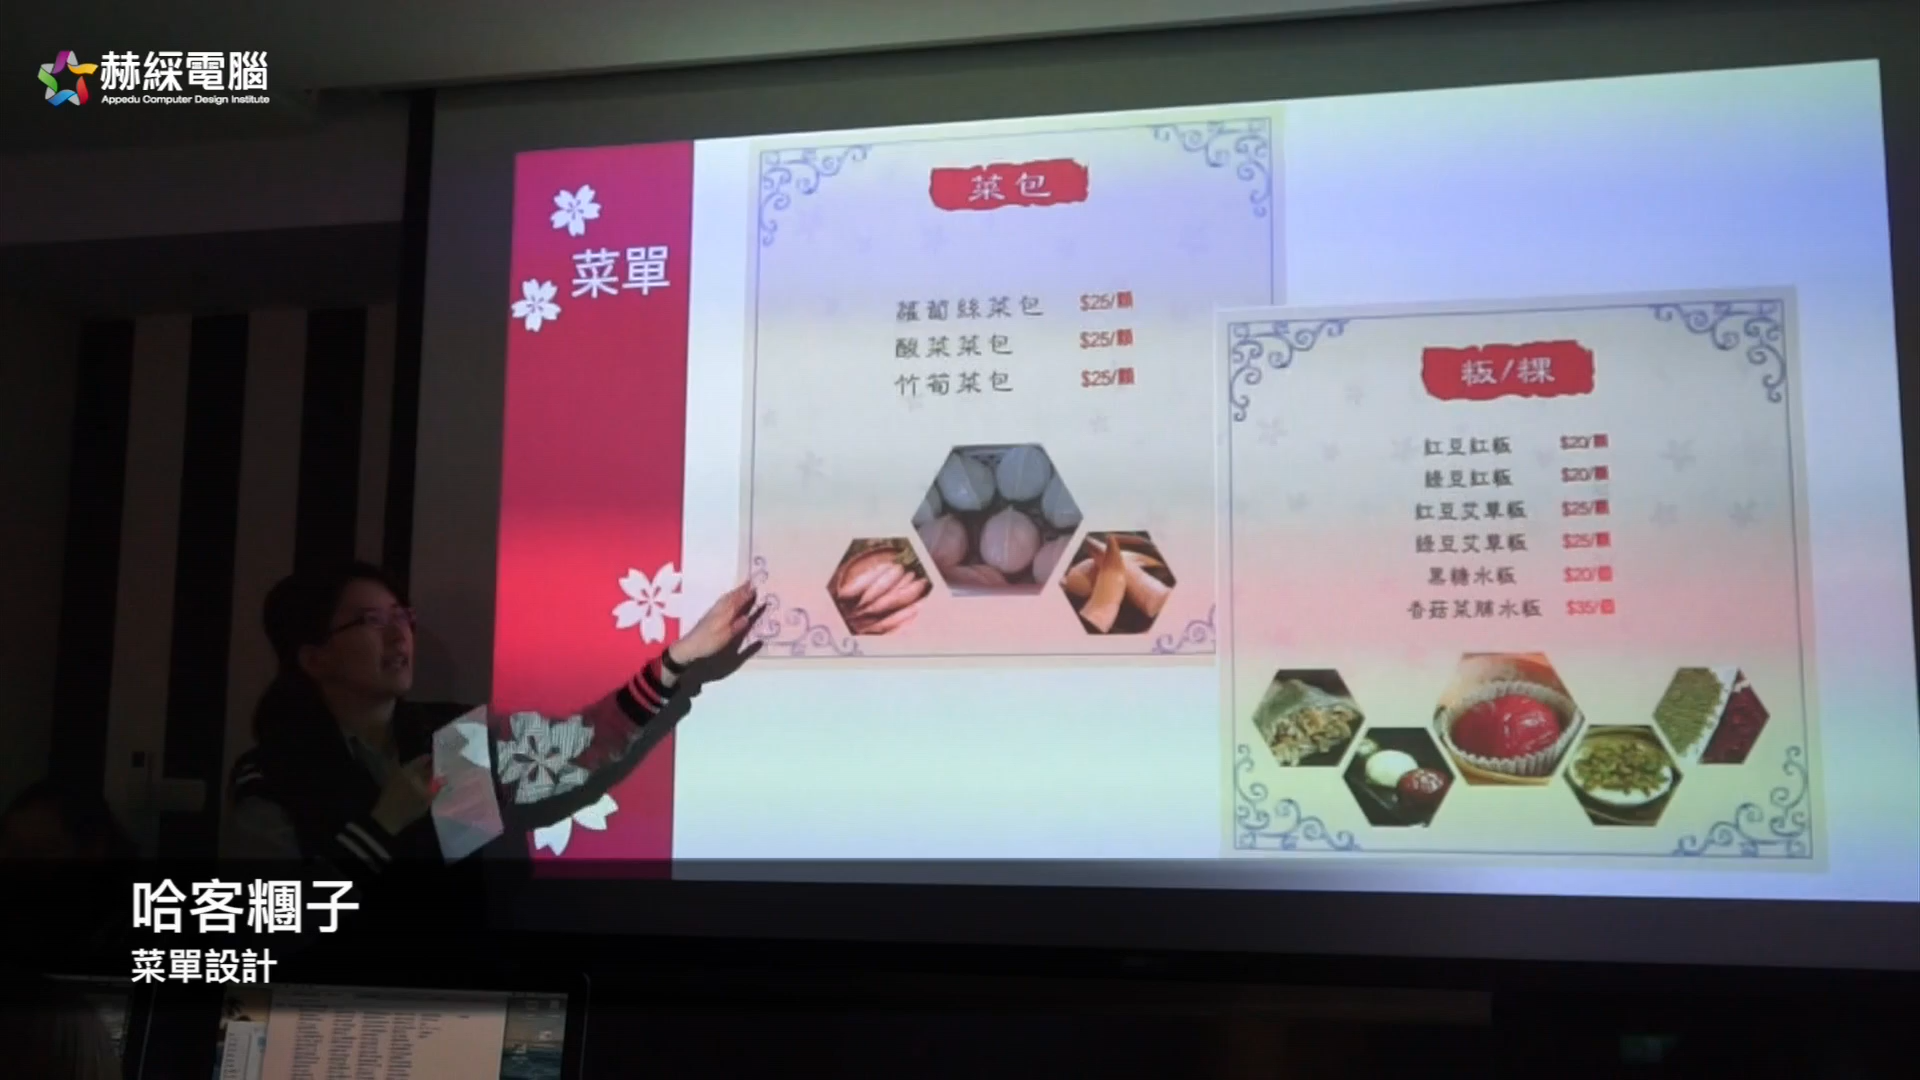 赫綵電腦
Appedu Computer Design Institute
菜單
菜包
蘿蔔絲菜包 $25/顆
酸菜菜包 $25/顆
竹筍菜包 $25/顆
粄/粿
紅豆紅粄 $20/顆
綠豆紅粄 $20/顆
紅豆艾草粄 $25/顆
綠豆艾草粄 $25/顆
黑糖水粄 $20/個
香菇菜脯水粄 $35/個
哈客糰子
菜單設計